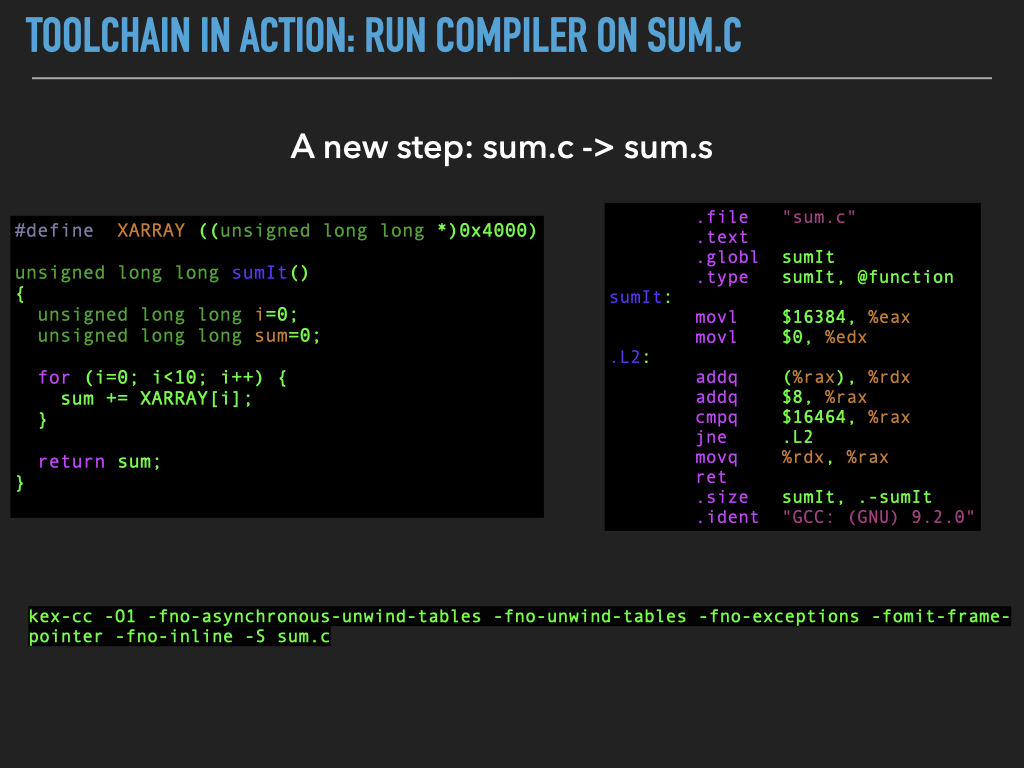 TOOLCHAIN IN ACTION: RUN COMPILER ON SUM.C
A new step: sum.c -> sum.s
#define  XARRAY ((unsigned long long *)0x4000)
unsigned long long sumIt()
{
  unsigned long long i=0;
  unsigned long long sum=0;
  for (i=0; i<10; i++) {
    sum += XARRAY[i];
  }
  return sum;
}
.file   "sum.c"
.text
.globl  sumIt
.type   sumIt, @function
sumIt:
movl    $16384, %eax
movl    $0, %edx
.L2:
addq    (%rax), %rdx
addq    $8, %rax
cmpq    $16464, %rax
jne     .L2
movq    %rdx, %rax
ret
.size   sumIt, .-sumIt
.ident  "GCC: (GNU) 9.2.0"
kex-cc -O1 -fno-asynchronous-unwind-tables -fno-unwind-tables -fno-exceptions -fomit-frame-
pointer -fno-inline -S sum.c